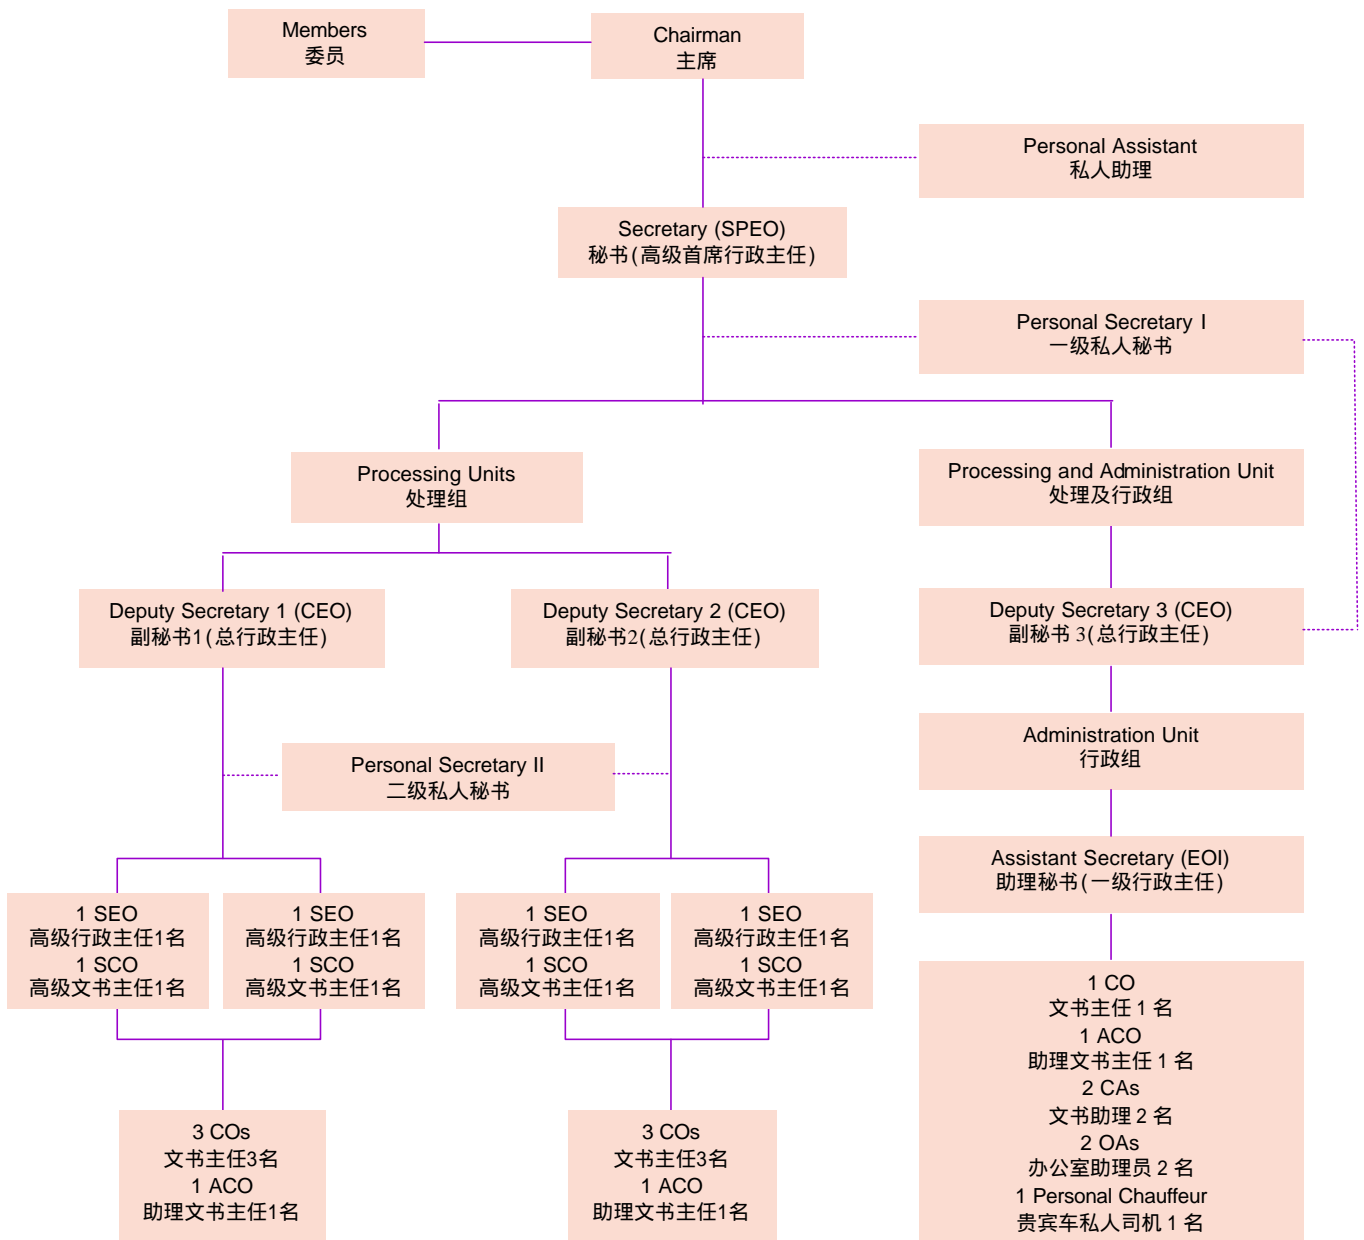 Members
委员
Chairman
主席
Personal Assistant
私人助理
Secretary (SPEO)
秘书(高级首席行政主任)
Personal Secretary I
一级私人秘书
Processing Units
处理组
Processing and Administration Unit
处理及行政组
Deputy Secretary 1 (CEO)
副秘书1(总行政主任)
Deputy Secretary 2 (CEO)
副秘书2(总行政主任)
Deputy Secretary 3 (CEO)
副秘书 3(总行政主任)
Personal Secretary II
二级私人秘书
Administration Unit
行政组
Assistant Secretary (EOI)
助理秘书(一级行政主任)
1 SEO
高级行政主任1名
1 SCO
高级文书主任1名
1 SEO
高级行政主任1名
1 SCO
高级文书主任1名
1 SEO
高级行政主任1名
1 SCO
高级文书主任1名
1 SEO
高级行政主任1名
1 SCO
高级文书主任1名
3 COs
文书主任3名
1 ACO
助理文书主任1名
3 COs
文书主任3名
1 ACO
助理文书主任1名
1 CO
文书主任 1 名
1 ACO
助理文书主任 1 名
2 CAs
文书助理 2 名
2 OAs
办公室助理员 2 名
1 Personal Chauffeur
贵宾车私人司机 1 名